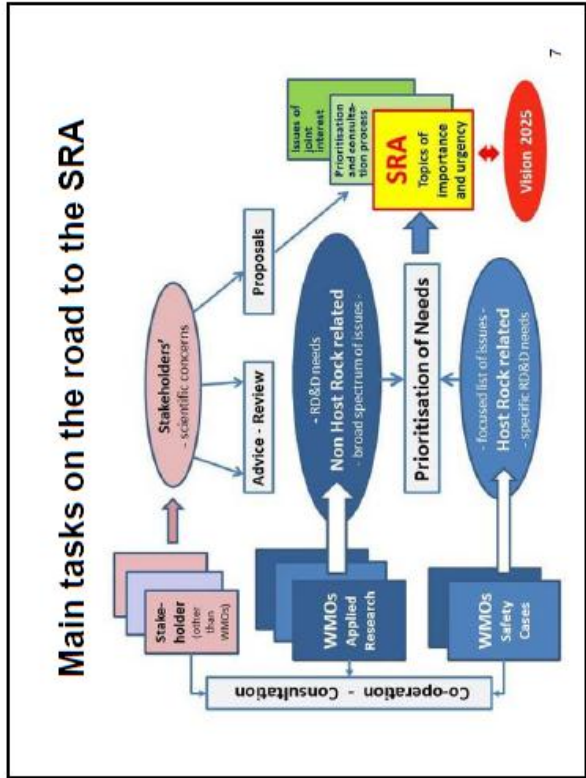 Main tasks on the road to the SRA
Stake-
holder
(other
than
WMOs)
Stakeholders'
- scientific concerns
Advice - Review
Proposals
Issues of
joint
interest
Prioritisation
and consulta-
tion process
SRA
Topics of
importance
and urgency
Vision 2025
Co-operation - Consultation
WMOs
Applied
Research
- RD&D needs
Non Host Rock related
- broad spectrum of issues -
Prioritisation of Needs
WMOs
Safety
Cases
- focused list of issues -
Host Rock related
- specific RD&D needs
7